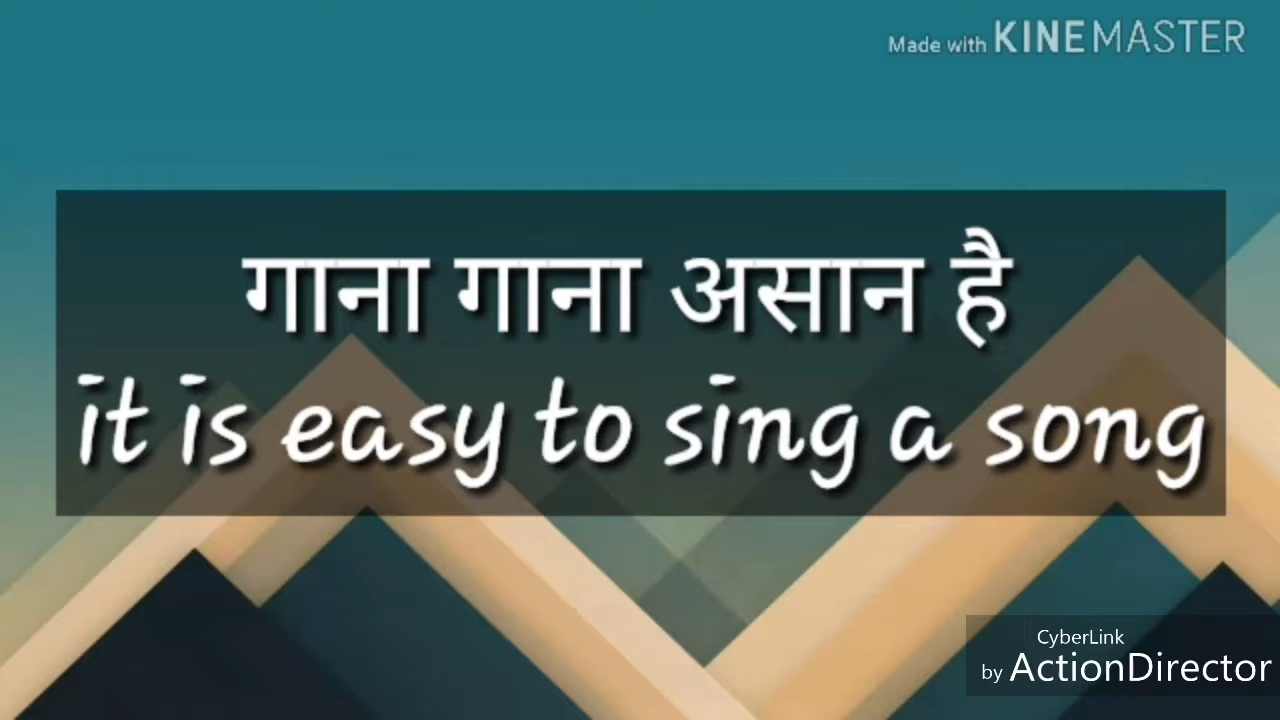 Made with KINEMASTER
गाना गाना असान है
it is easy to sing a song
CyberLink
by ActionDirector